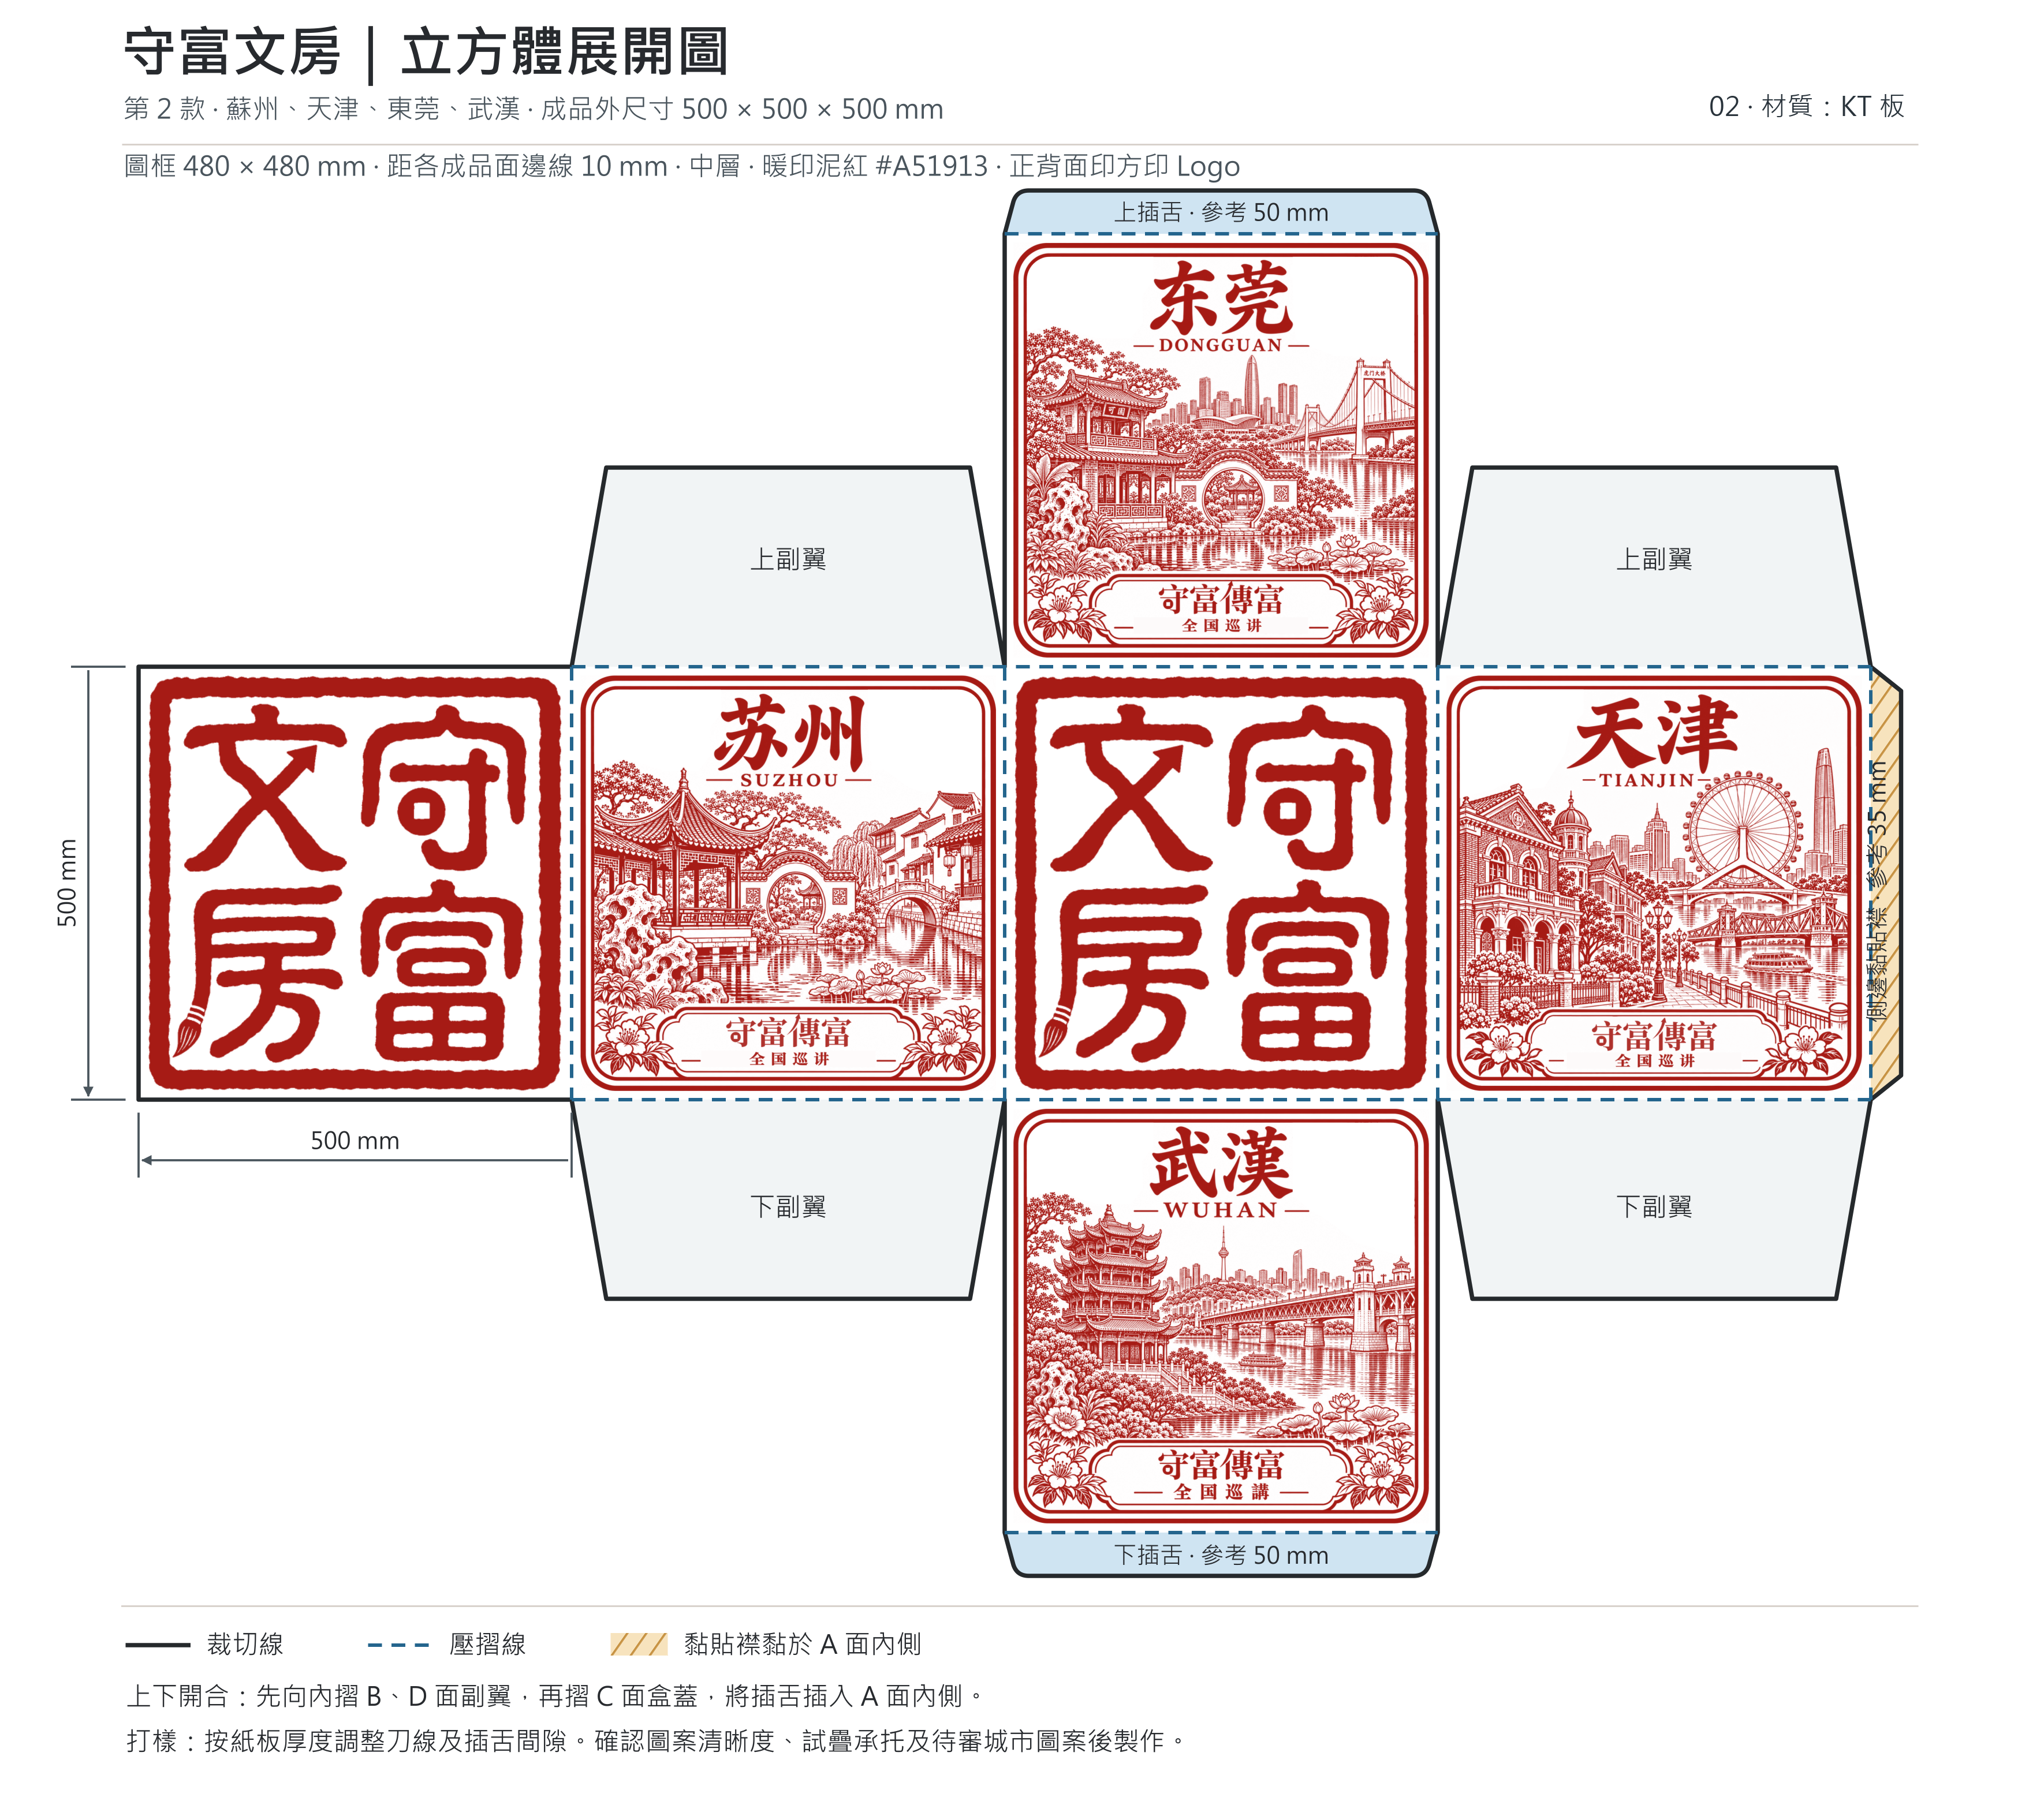 守富文房｜立方體展開圖
第 2 款 · 蘇州、天津、東莞、武漢 · 成品外尺寸 500 × 500 × 500 mm
02 · 材質：KT 板
圖框 480 × 480 mm · 距各成品面邊線 10 mm · 中層 · 暖印泥紅 #A51913 · 正背面印方印 Logo
上插舌 · 參考 50 mm
东莞
DONGGUAN
可園
虎门大桥
守富傳富
全国巡讲
上副翼
上副翼
500 mm
守富文房
苏州
SUZHOU
守富傳富
全国巡讲
守富文房
天津
TIANJIN
守富傳富
全国巡讲
側邊黏貼襟 · 參考 35 mm
500 mm
下副翼
武漢
WUHAN
守富傳富
全国巡講
下副翼
下插舌 · 參考 50 mm
裁切線
壓摺線
黏貼襟黏於 A 面內側
上下開合：先向內摺 B、D 面副翼，再摺 C 面盒蓋，將插舌插入 A 面內側。
打樣：按紙板厚度調整刀線及插舌間隙。確認圖案清晰度、試疊承托及待審城市圖案後製作。